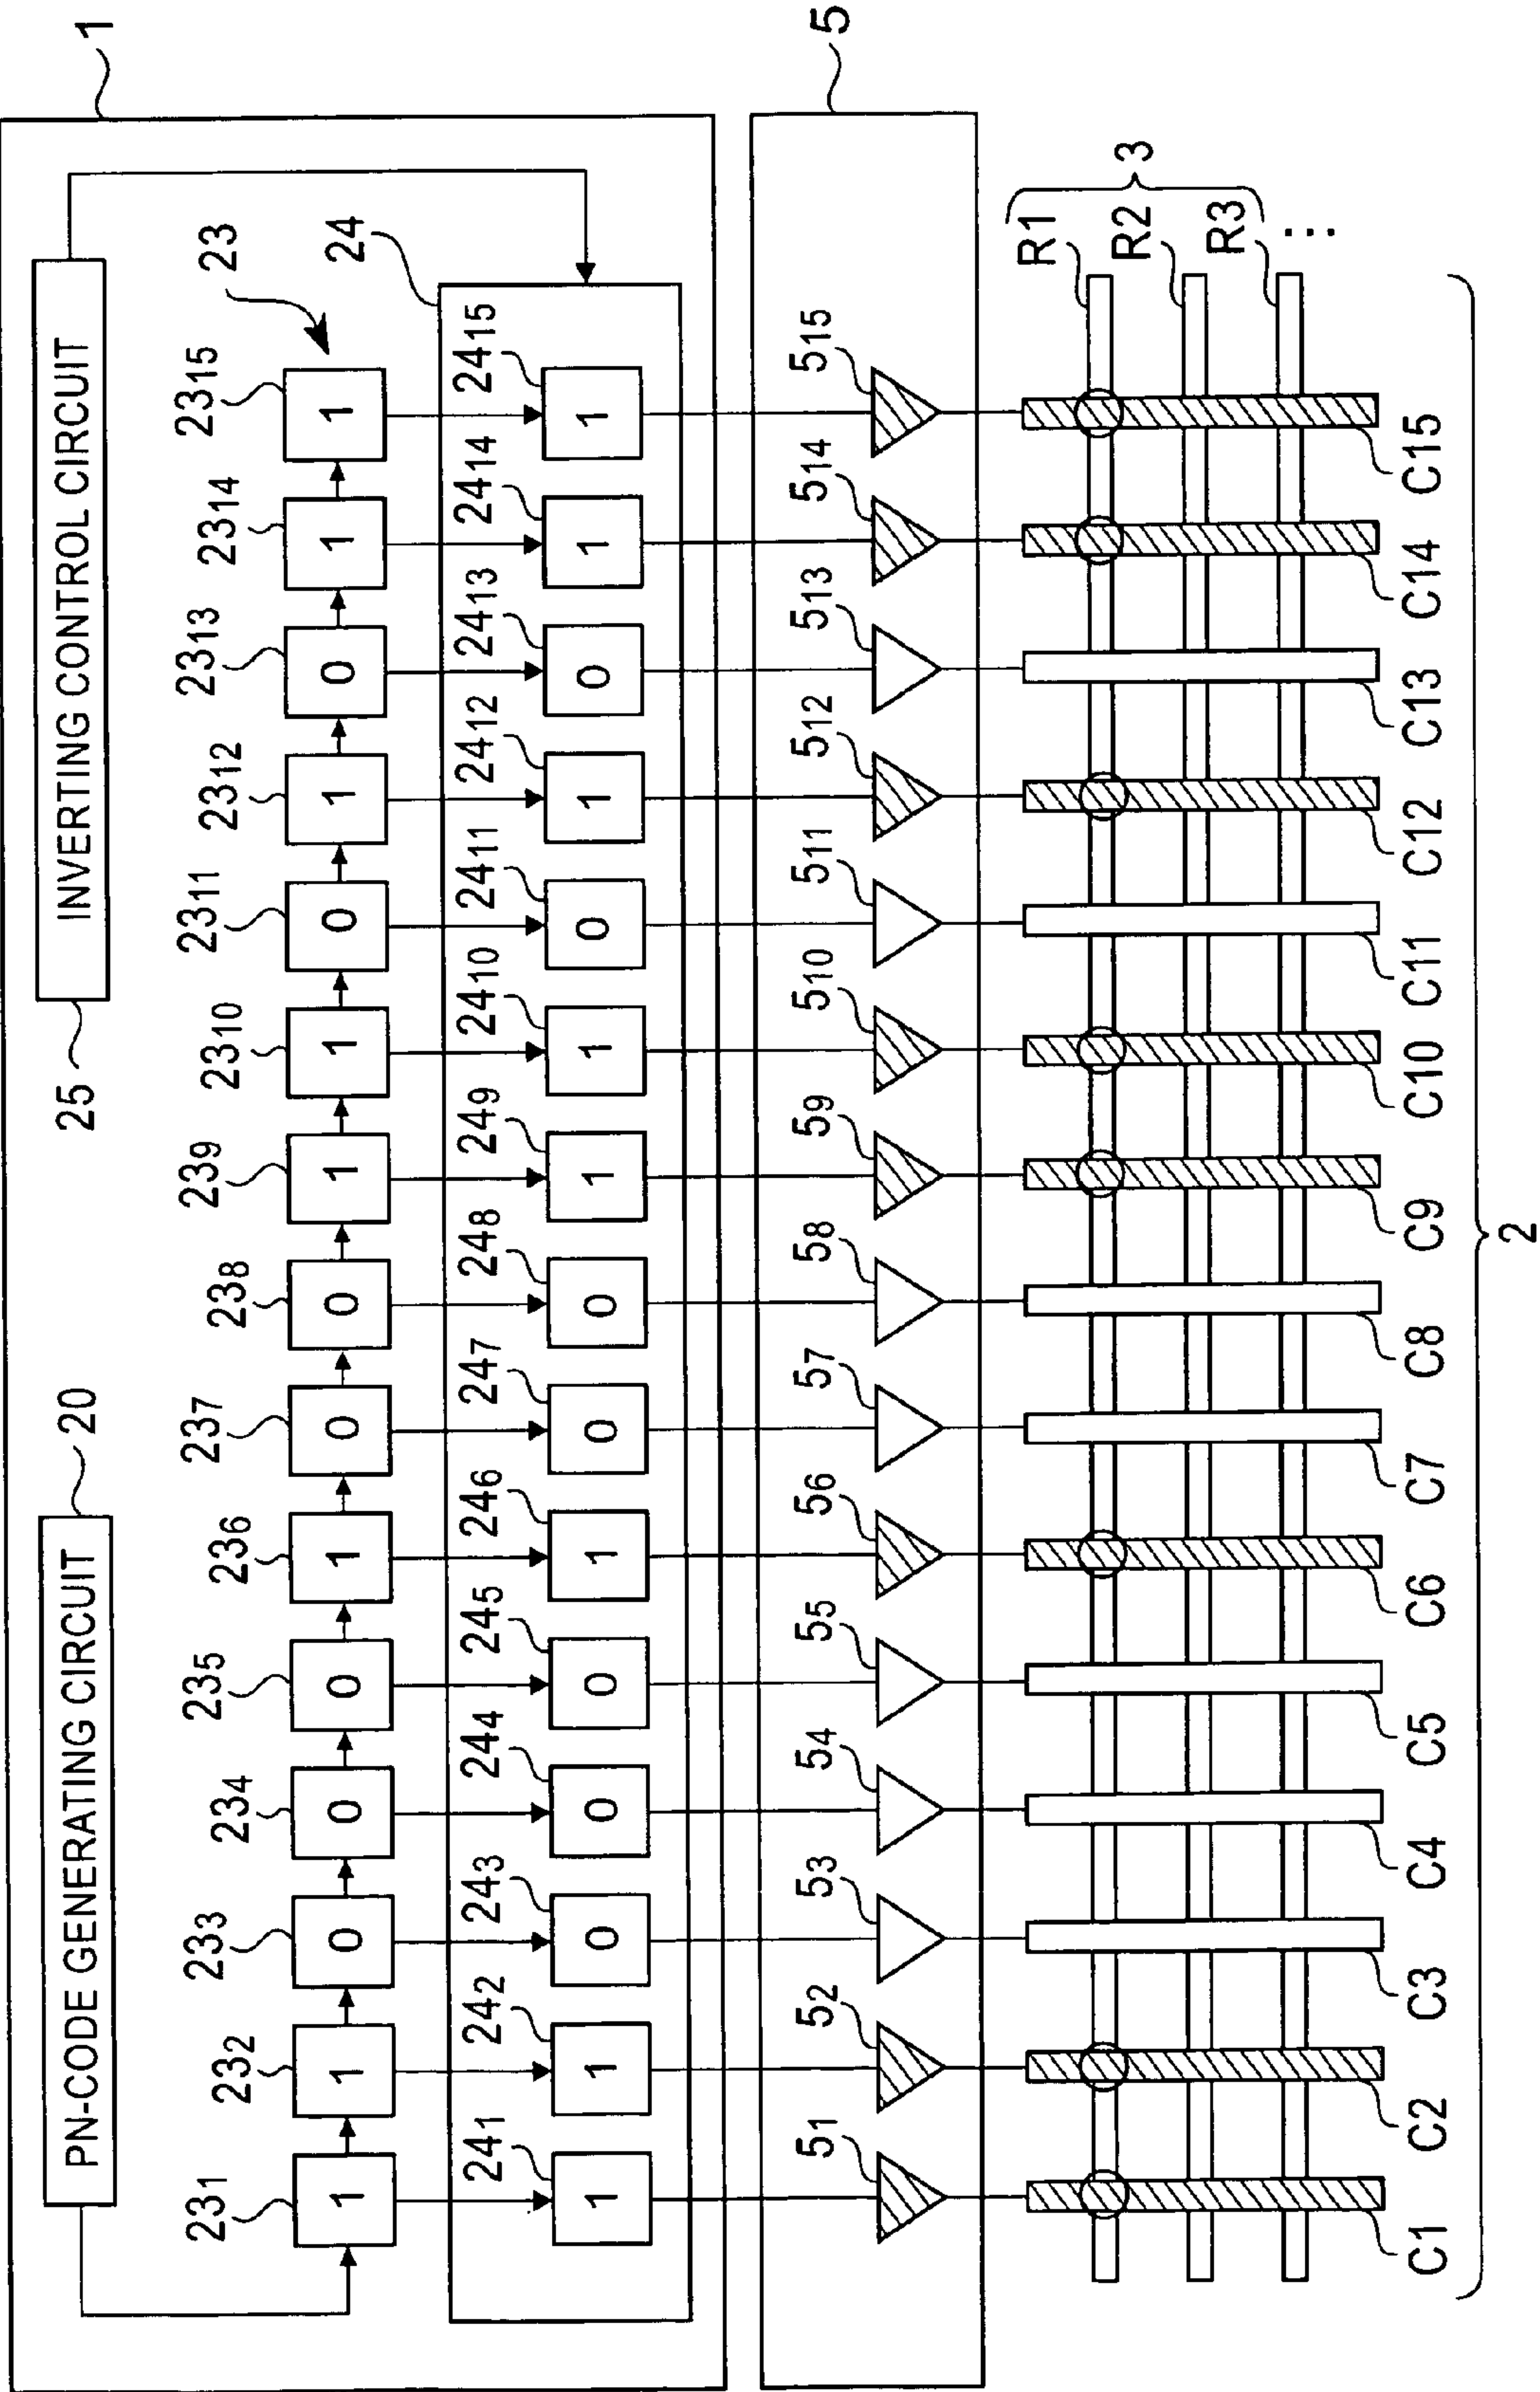 1
PN-CODE GENERATING CIRCUIT
20
25
INVERTING CONTROL CIRCUIT
23
231 232 233 234 235 236 237 238 239 2310 2311 2312 2313 2314 2315
1 1 0 0 0 1 0 0 1 1 0 1 0 1 1
24
241 242 243 244 245 246 247 248 249 2410 2411 2412 2413 2414 2415
1 1 0 0 0 1 0 0 1 1 0 1 0 1 1
5
51 52 53 54 55 56 57 58 59 510 511 512 513 514 515
R1
R2
R3
⋮
3
C1 C2 C3 C4 C5 C6 C7 C8 C9 C10 C11 C12 C13 C14 C15
2